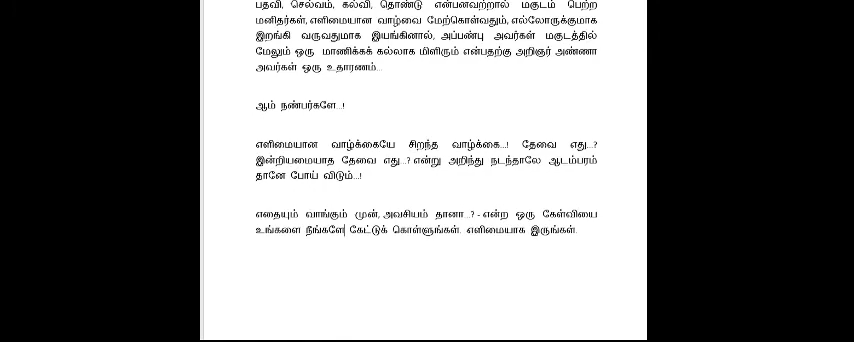 பதவி, செல்வம், கல்வி, தொண்டு என்பனவற்றால் மகுடம் பெற்ற
மனிதர்கள், எளிமையான வாழ்வை மேற்கொள்வதும், எல்லோருக்குமாக
இறங்கி வருவதுமாக இயங்கினால், அப்பண்பு அவர்கள் மகுடத்தில்
மேலும் ஒரு மாணிக்கக் கல்லாக மிளிரும் என்பதற்கு அறிஞர் அண்ணா
அவர்கள் ஒரு உதாரணம்...
ஆம் நண்பர்களே...!
எளிமையான வாழ்க்கையே சிறந்த வாழ்க்கை...! தேவை எது...?
இன்றியமையாத தேவை எது...? என்று அறிந்து நடந்தாலே ஆடம்பரம்
தானே போய் விடும்...!
எதையும் வாங்கும் முன், அவசியம் தானா...? - என்ற ஒரு கேள்வியை
உங்களை நீங்களே கேட்டுக் கொள்ளுங்கள். எளிமையாக இருங்கள்.